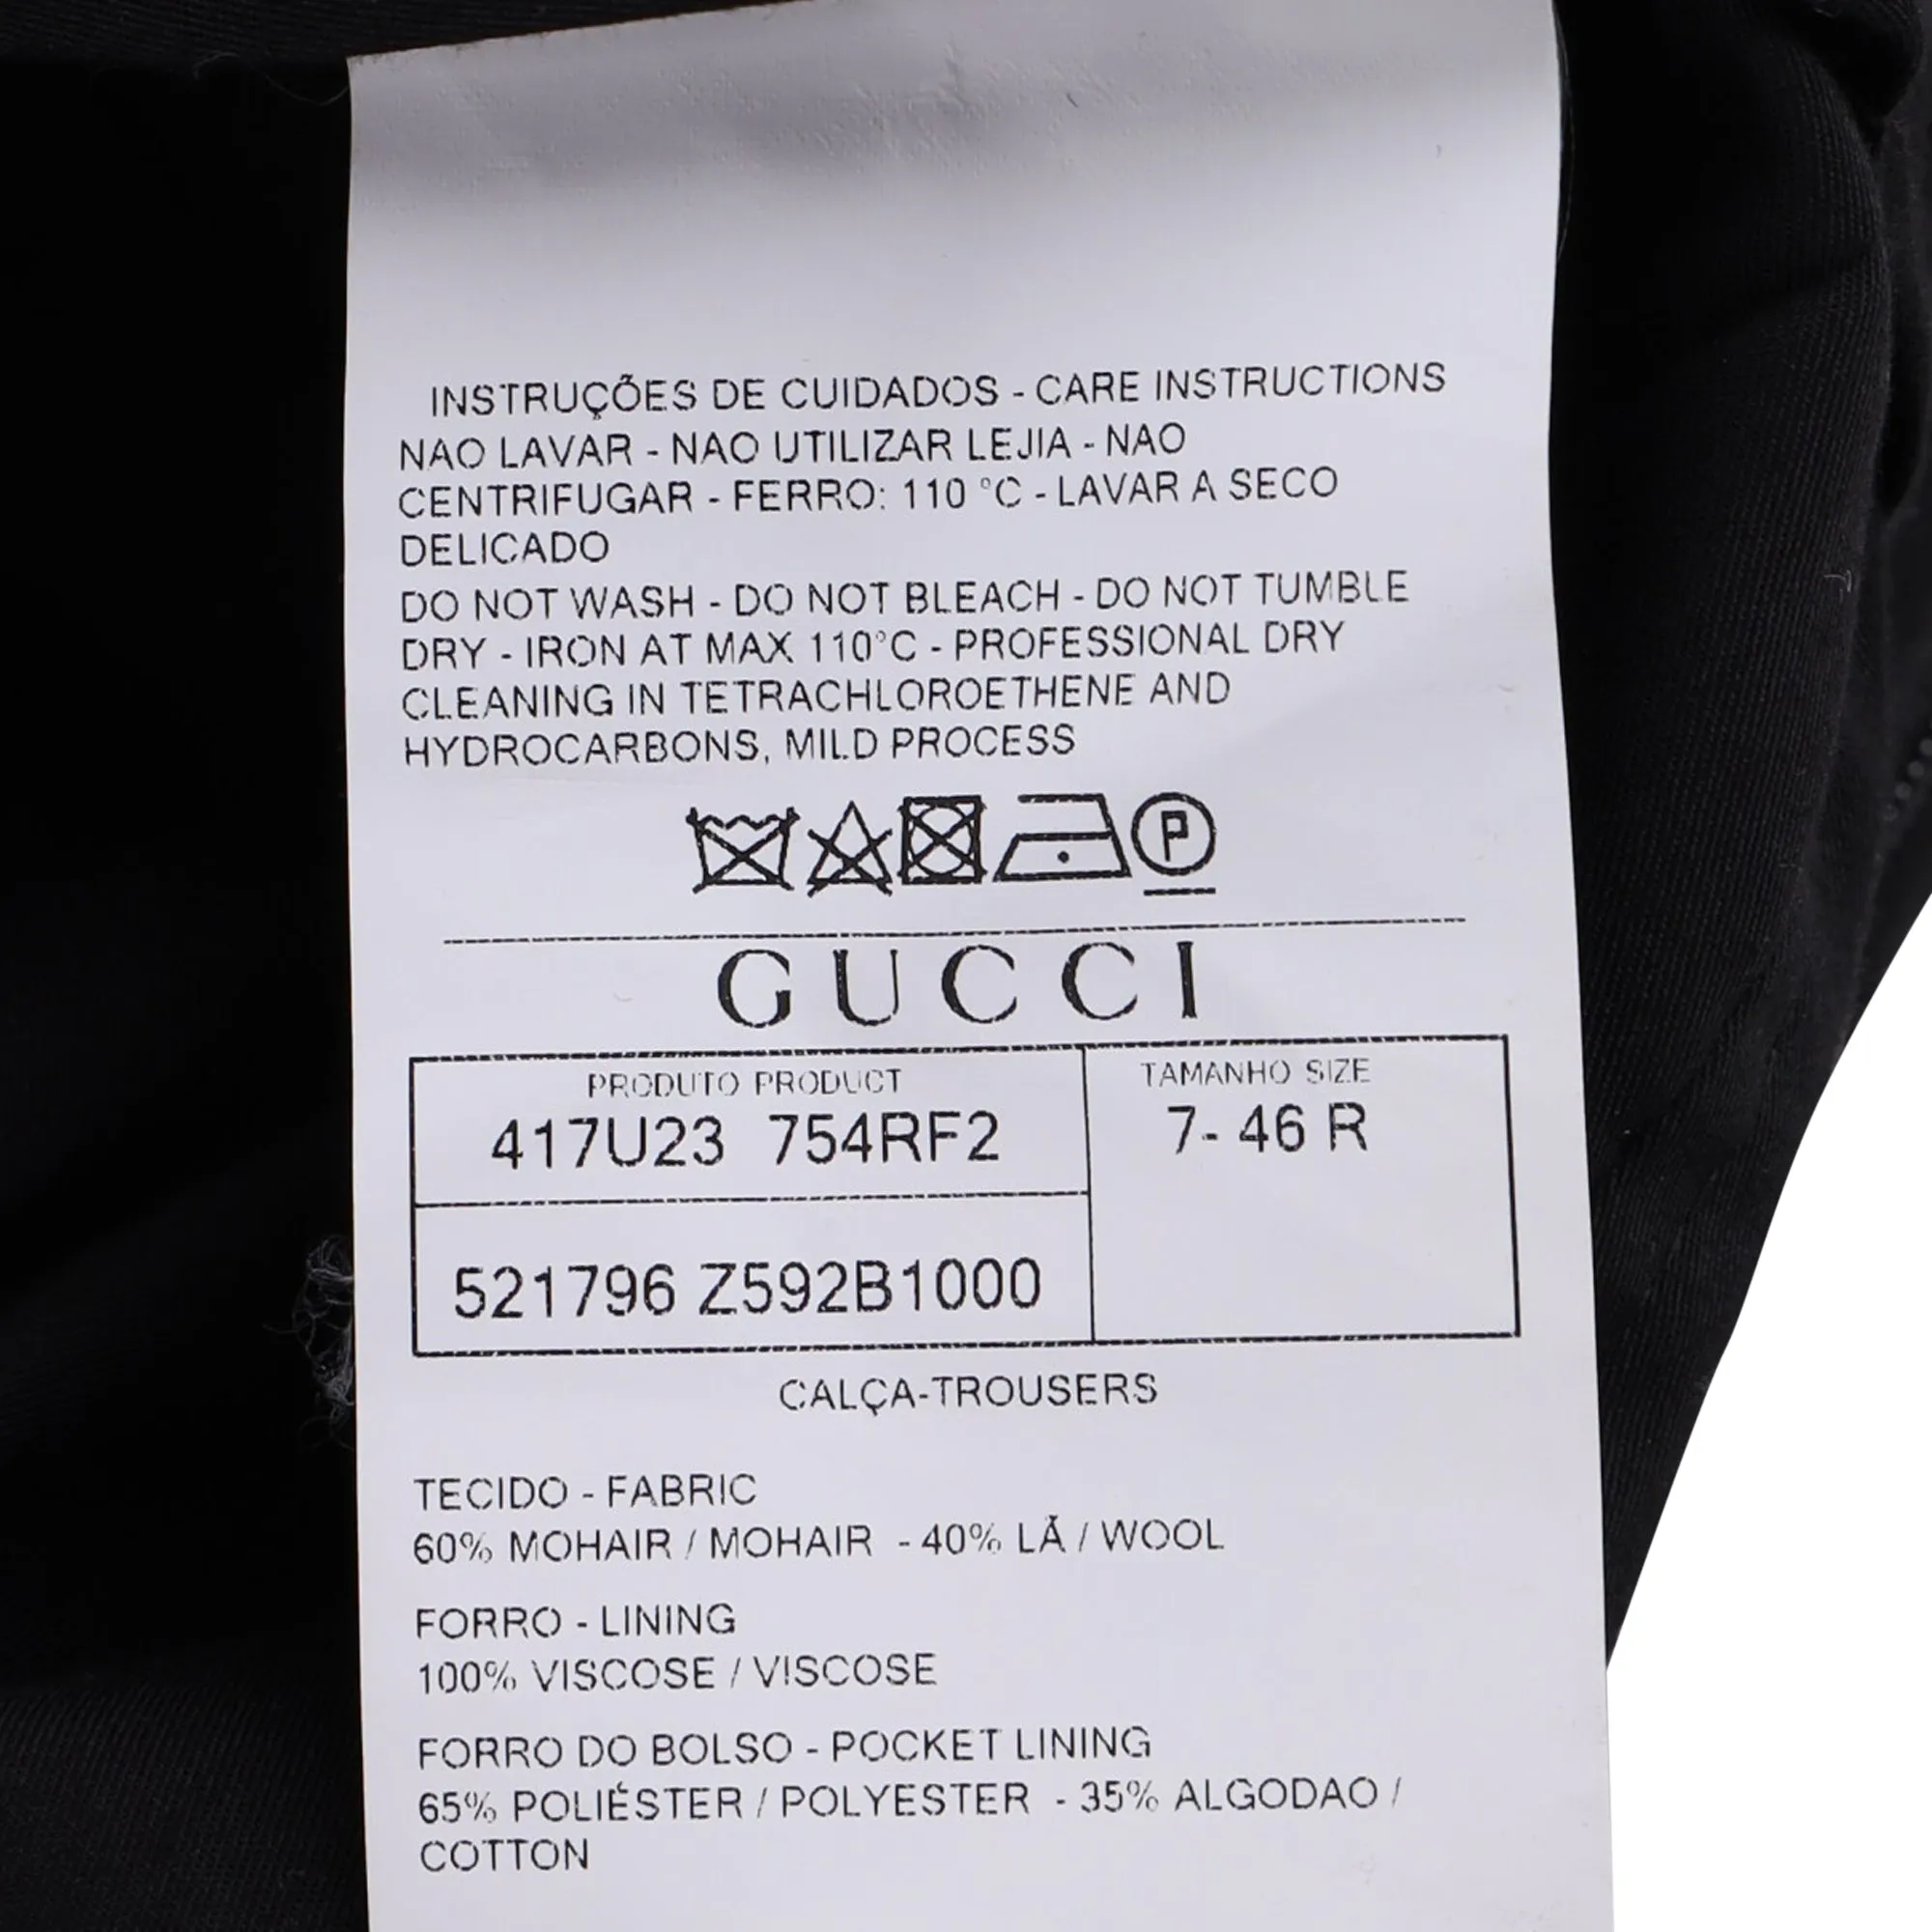 INSTRUÇÕES DE CUIDADOS - CARE INSTRUCTIONS
NAO LAVAR - NAO UTILIZAR LEJIA - NAO
CENTRIFUGAR - FERRO: 110 °C - LAVAR A SECO
DELICADO
DO NOT WASH - DO NOT BLEACH - DO NOT TUMBLE
DRY - IRON AT MAX 110°C - PROFESSIONAL DRY
CLEANING IN TETRACHLOROETHENE AND
HYDROCARBONS, MILD PROCESS
P
GUCCI
PRODUTO PRODUCT
417U23 754RF2
TAMANHO SIZE
7- 46 R
521796 Z592B1000
CALÇA-TROUSERS
TECIDO - FABRIC
60% MOHAIR / MOHAIR - 40% LÃ / WOOL
FORRO - LINING
100% VISCOSE / VISCOSE
FORRO DO BOLSO - POCKET LINING
65% POLIÉSTER / POLYESTER - 35% ALGODAO /
COTTON